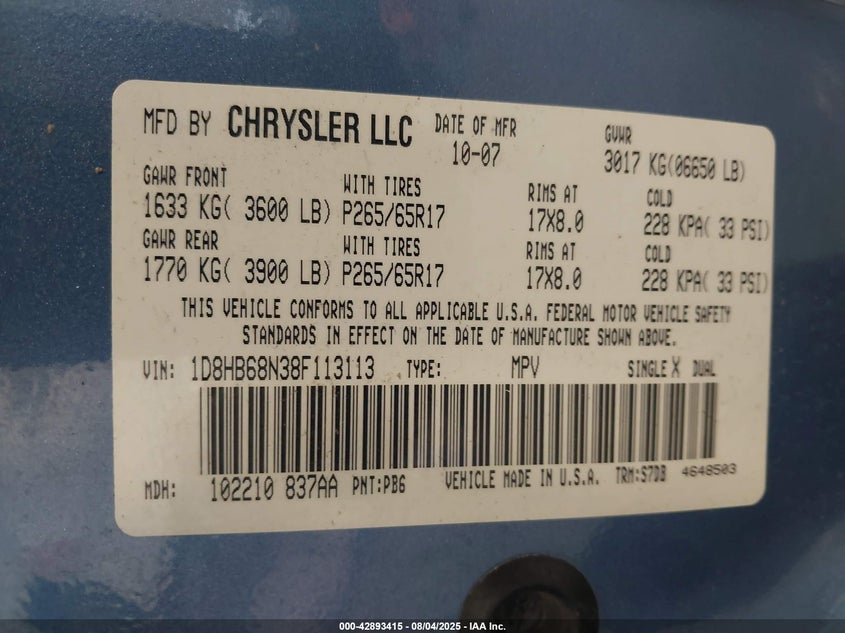 MFD BY CHRYSLER LLC DATE OF MFR GVWR
10-07 3017 KG(06650 LB)
GAWR FRONT WITH TIRES RIMS AT COLD
1633 KG( 3600 LB) P265/65R17 17X8.0 228 KPA( 33 PSI)
GAWR REAR WITH TIRES RIMS AT COLD
1770 KG( 3900 LB) P265/65R17 17X8.0 228 KPA( 33 PSI)
THIS VEHICLE CONFORMS TO ALL APPLICABLE U.S.A. FEDERAL MOTOR VEHICLE SAFETY
STANDARDS IN EFFECT ON THE DATE OF MANUFACTURE SHOWN ABOVE.
VIN: 1D8HB68N38F113113 TYPE: MPV SINGLE X DUAL
MDH: 102210 837AA PNT:PB6 VEHICLE MADE IN U.S.A. TRM:S7DB 4648503
000-42893415 - 08/04/2025 - IAA Inc.